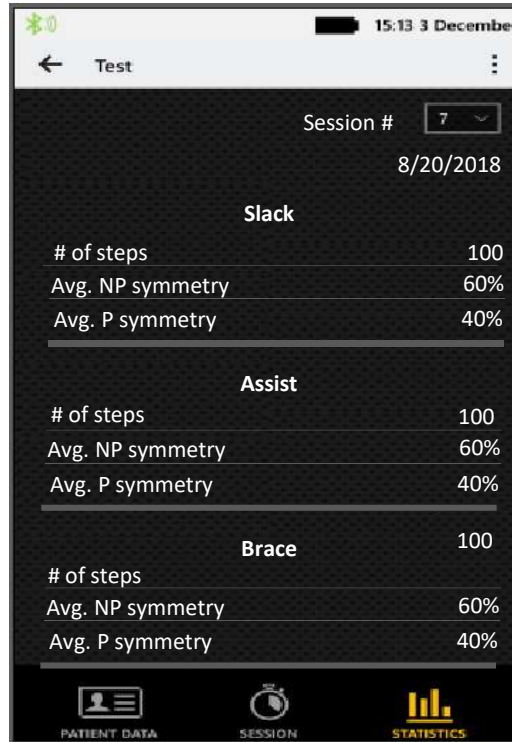 15:13 3 Decembe
Test
Session # 7
8/20/2018
Slack
# of steps 100
Avg. NP symmetry 60%
Avg. P symmetry 40%
Assist
# of steps 100
Avg. NP symmetry 60%
Avg. P symmetry 40%
Brace 100
# of steps
Avg. NP symmetry 60%
Avg. P symmetry 40%
PATIENT DATA SESSION STATISTICS